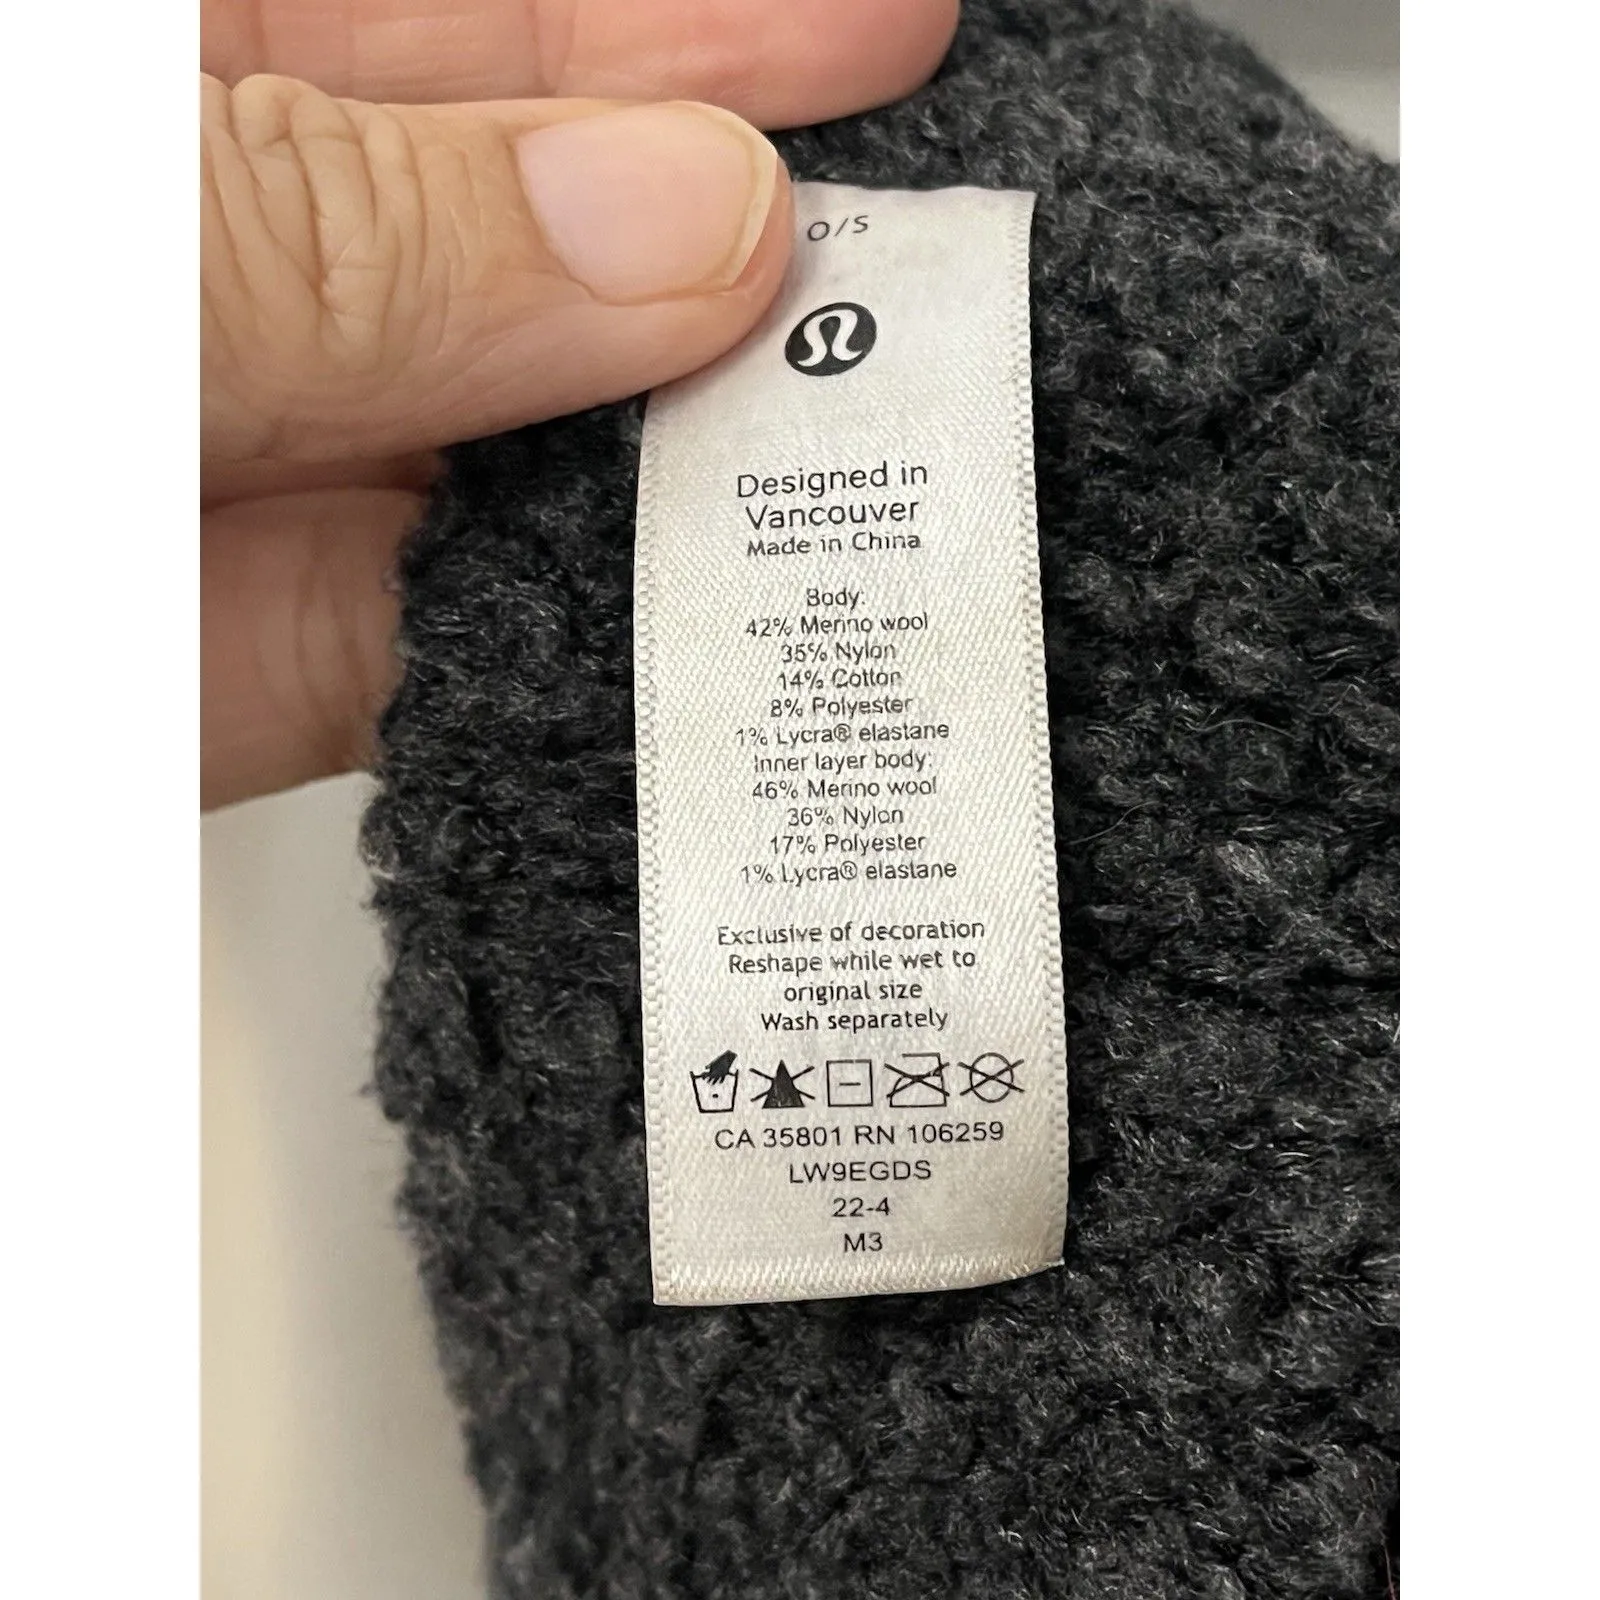 O/S
Designed in
Vancouver
Made in China
Body:
42% Merino wool
35% Nylon
14% Cotton
8% Polyester
1% Lycra® elastane
Inner layer body:
46% Merino wool
36% Nylon
17% Polyester
1% Lycra® elastane
Exclusive of decoration
Reshape while wet to
original size
Wash separately
CA 35801 RN 106259
LW9EGDS
22-4
M3